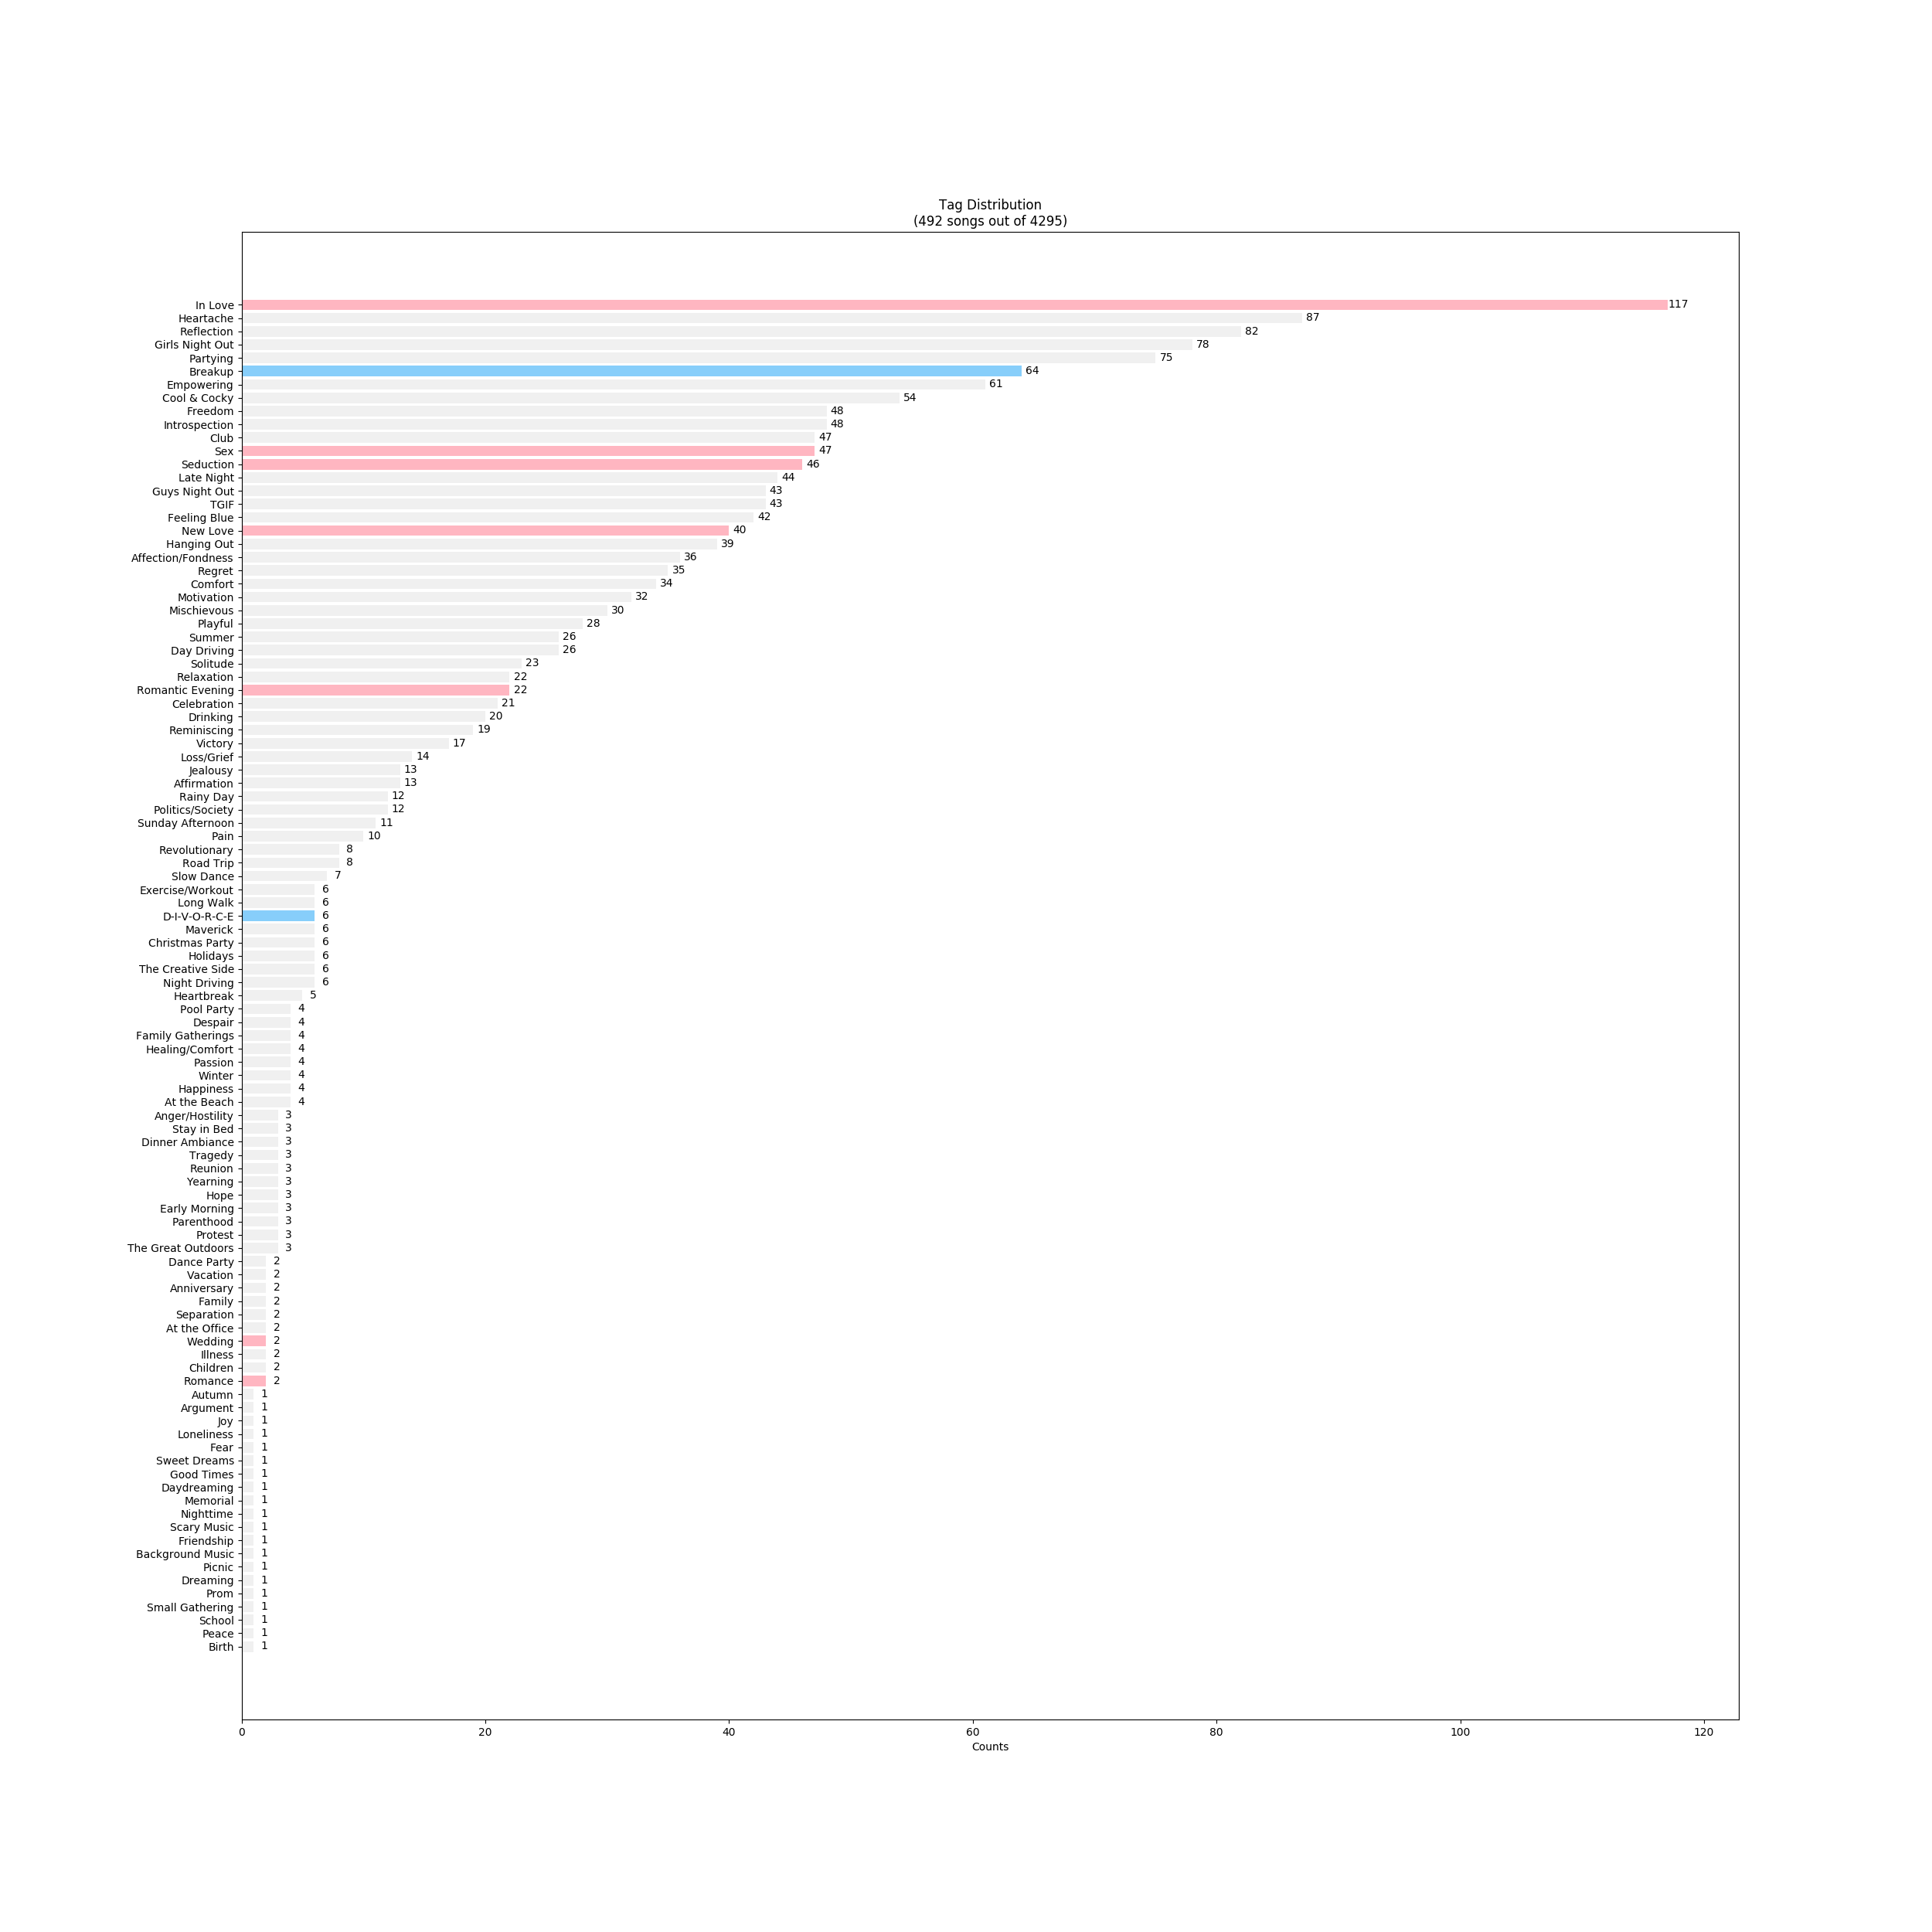 Tag Distribution
(492 songs out of 4295)
In Love 117
Heartache 87
Reflection 82
Girls Night Out 78
Partying 75
Breakup 64
Empowering 61
Cool & Cocky 54
Freedom 48
Introspection 48
Club 47
Sex 47
Seduction 46
Late Night 44
Guys Night Out 43
TGIF 43
Feeling Blue 42
New Love 40
Hanging Out 39
Affection/Fondness 36
Regret 35
Comfort 34
Motivation 32
Mischievous 30
Playful 28
Summer 26
Day Driving 26
Solitude 23
Relaxation 22
Romantic Evening 22
Celebration 21
Drinking 20
Reminiscing 19
Victory 17
Loss/Grief 14
Jealousy 13
Affirmation 13
Rainy Day 12
Politics/Society 12
Sunday Afternoon 11
Pain 10
Revolutionary 8
Road Trip 8
Slow Dance 7
Exercise/Workout 6
Long Walk 6
D-I-V-O-R-C-E 6
Maverick 6
Christmas Party 6
Holidays 6
The Creative Side 6
Night Driving 6
Heartbreak 5
Pool Party 4
Despair 4
Family Gatherings 4
Healing/Comfort 4
Passion 4
Winter 4
Happiness 4
At the Beach 4
Anger/Hostility 3
Stay in Bed 3
Dinner Ambiance 3
Tragedy 3
Reunion 3
Yearning 3
Hope 3
Early Morning 3
Parenthood 3
Protest 3
The Great Outdoors 3
Dance Party 2
Vacation 2
Anniversary 2
Family 2
Separation 2
At the Office 2
Wedding 2
Illness 2
Children 2
Romance 2
Autumn 1
Argument 1
Joy 1
Loneliness 1
Fear 1
Sweet Dreams 1
Good Times 1
Daydreaming 1
Memorial 1
Nighttime 1
Scary Music 1
Friendship 1
Background Music 1
Picnic 1
Dreaming 1
Prom 1
Small Gathering 1
School 1
Peace 1
Birth 1
0 20 40 60 80 100 120
Counts